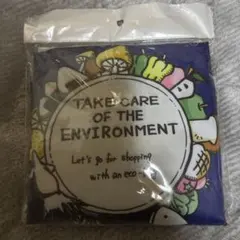 TAKE CARE
OF THE
ENVIRONMENT
Let's go for shopping
with an eco-